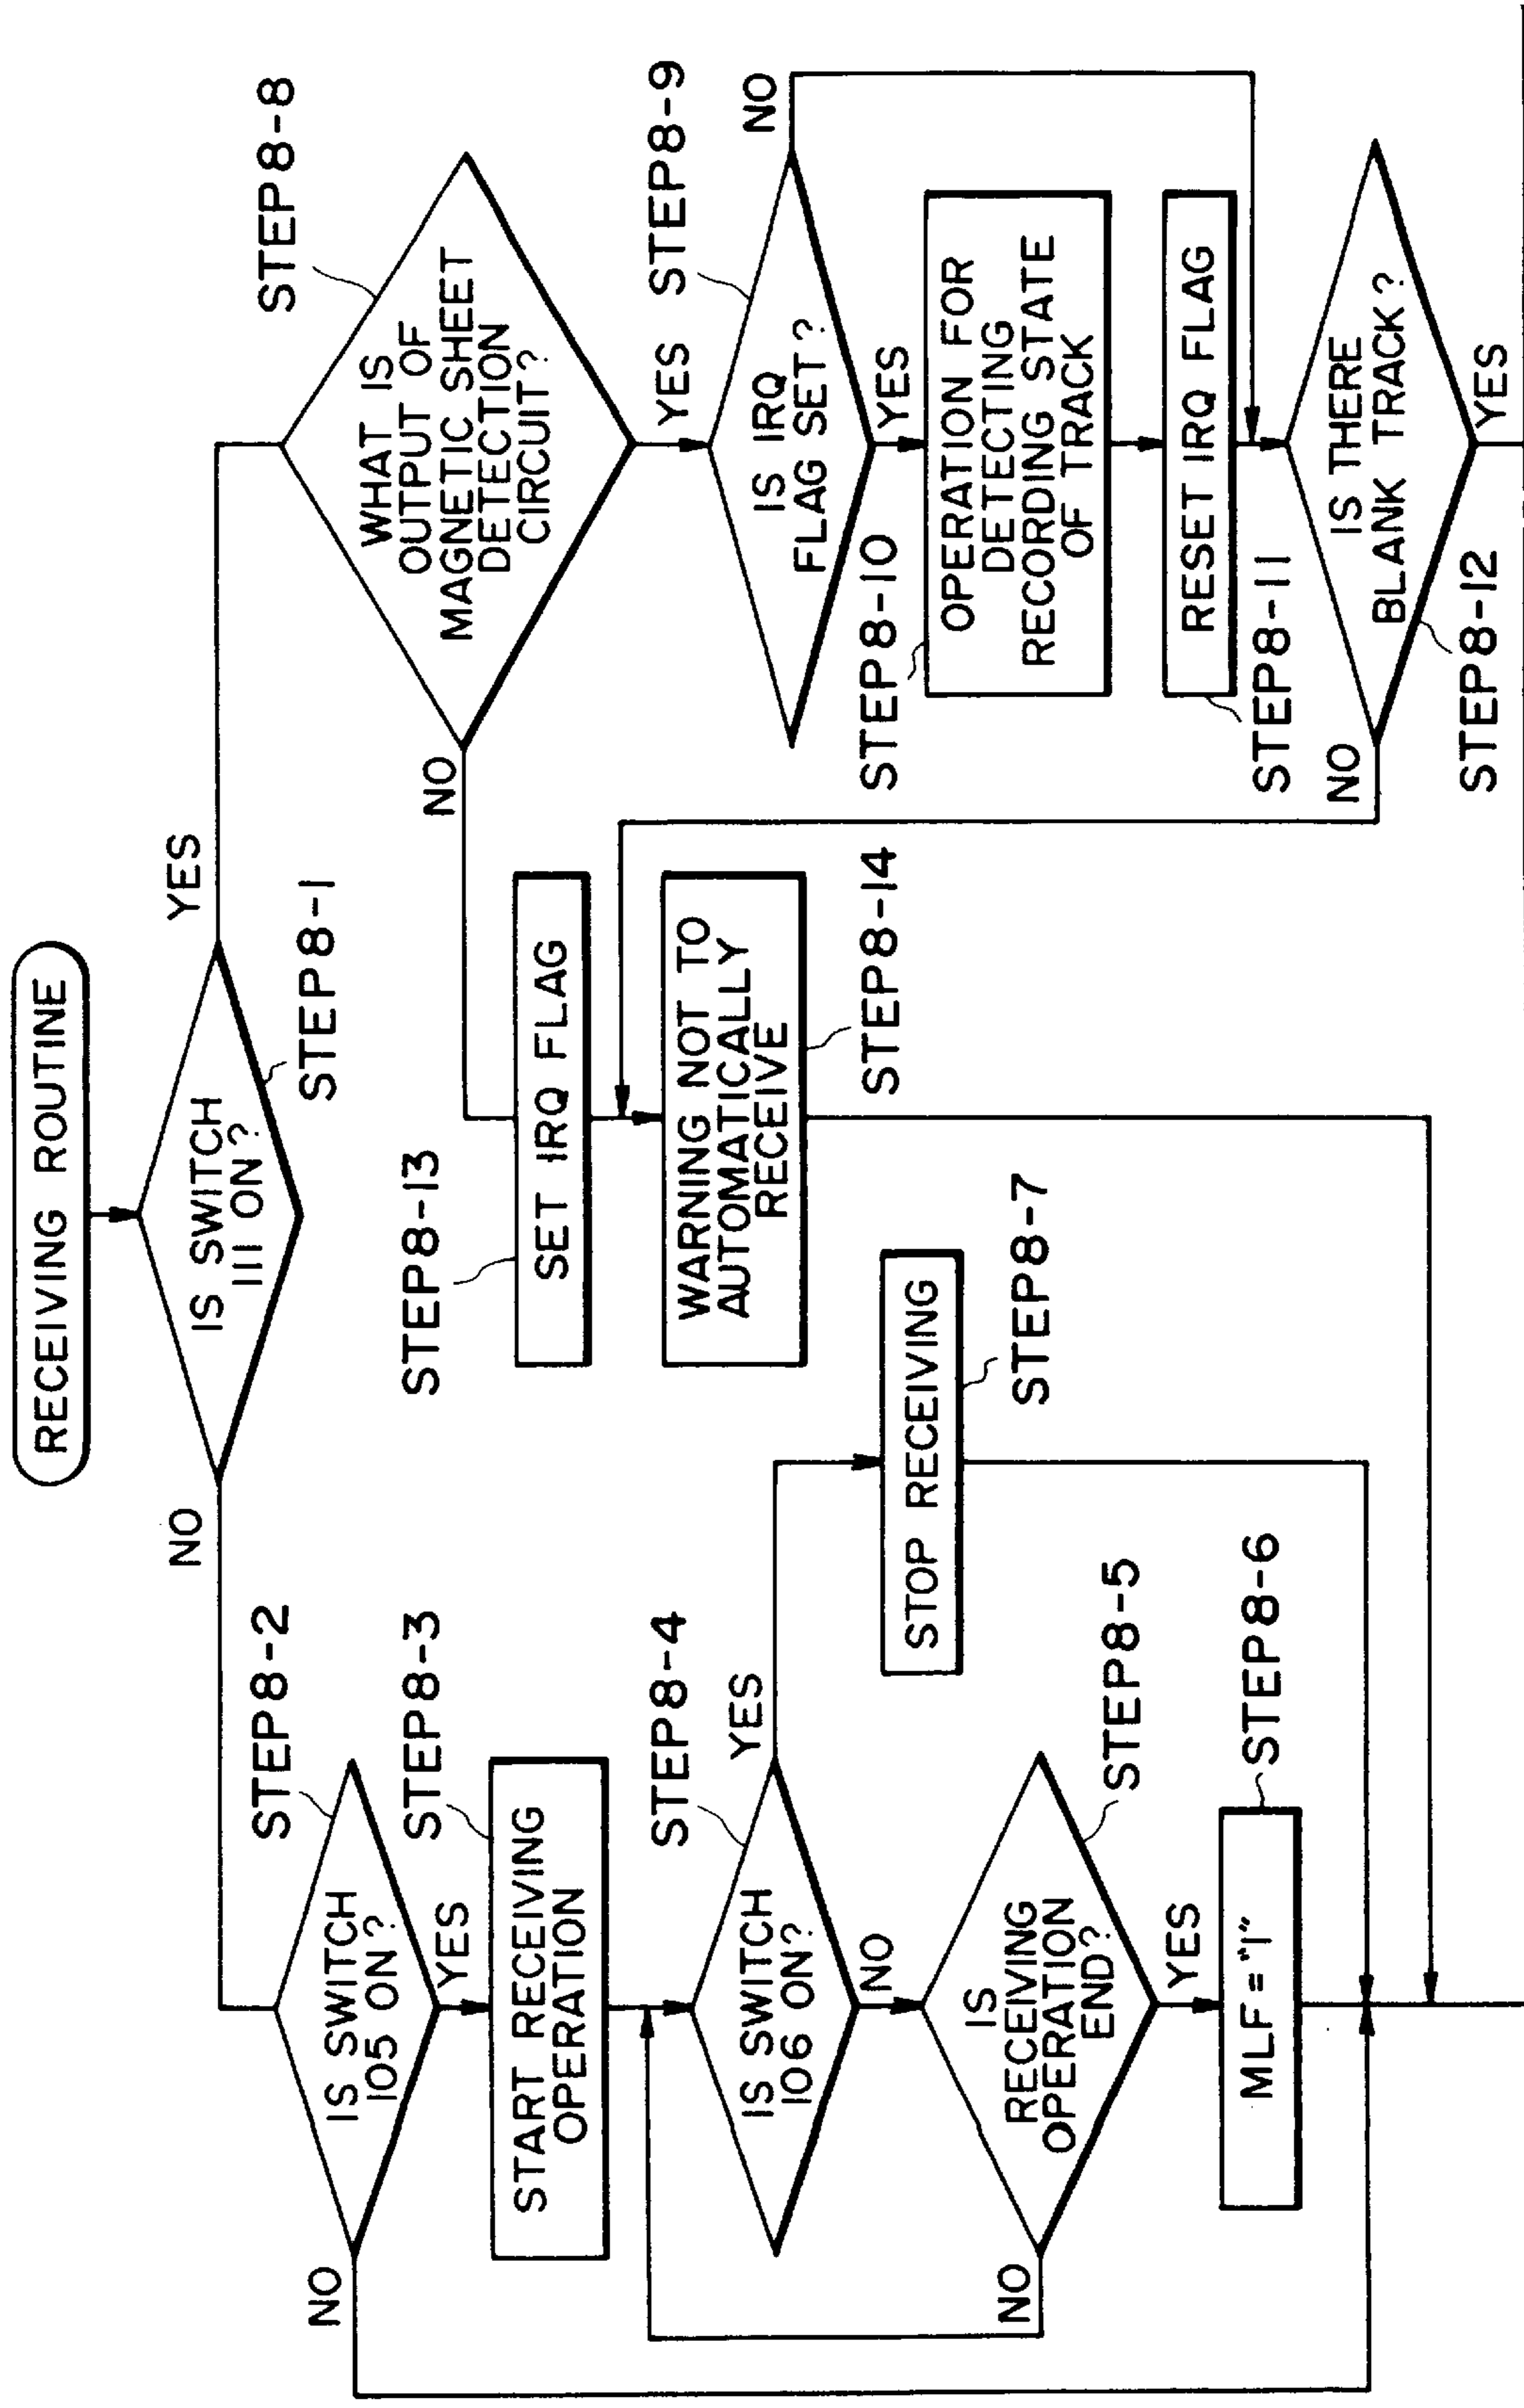 RECEIVING ROUTINE
IS SWITCH
111 ON?
STEP8-1
NO
YES
STEP8-2
IS SWITCH
105 ON?
NO
YES
STEP8-3
START RECEIVING
OPERATION
STEP8-4
IS SWITCH
106 ON?
YES
NO
STOP RECEIVING
STEP8-7
IS
RECEIVING
OPERATION
END?
STEP8-5
NO
YES
MLF="1"
STEP8-6
STEP8-8
WHAT IS
OUTPUT OF
MAGNETIC SHEET
DETECTION
CIRCUIT?
NO
YES
STEP8-13
SET IRQ FLAG
WARNING NOT TO
AUTOMATICALLY
RECEIVE
STEP8-14
STEP8-9
IS IRQ
FLAG SET?
NO
YES
STEP8-10
OPERATION FOR
DETECTING
RECORDING STATE
OF TRACK
RESET IRQ FLAG
STEP8-11
IS THERE
BLANK TRACK?
NO
YES
STEP8-12